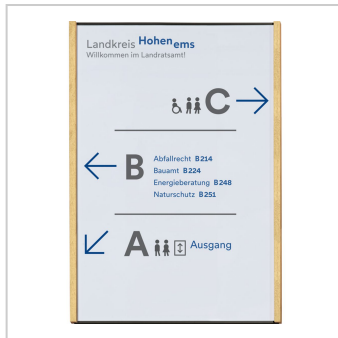 Landkreis Hohenems
Willkommen im Landratsamt!
C
B
Abfallrecht B214
Bauamt B224
Energieberatung B248
Naturschutz B251
A Ausgang